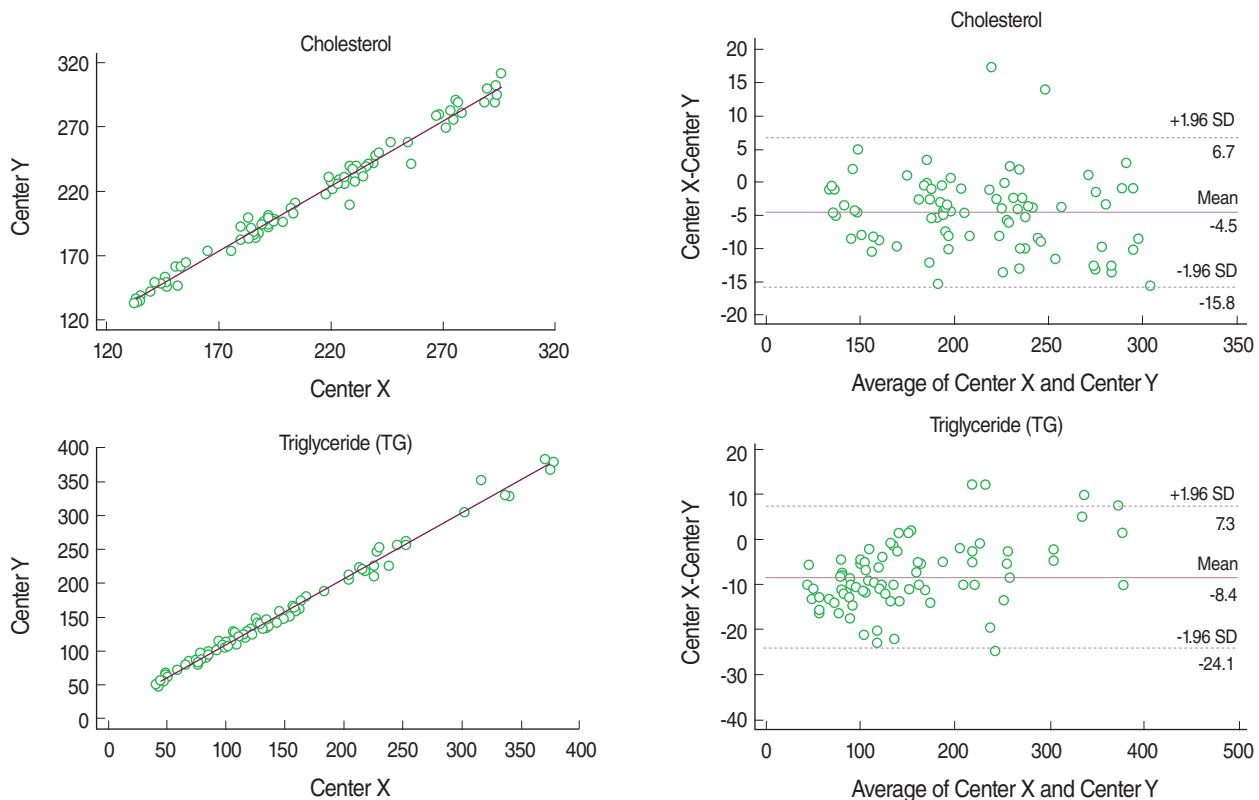 Cholesterol
320
270
220
170
120
Center Y
120 170 220 270 320
Center X
Cholesterol
20
15
10
5
0
-5
-10
-15
-20
Center X-Center Y
+1.96 SD
6.7
Mean
-4.5
-1.96 SD
-15.8
0 150 200 250 300 350
Average of Center X and Center Y
Triglyceride (TG)
400
350
300
250
200
150
100
50
0
Center Y
0 50 100 150 200 250 300 350 400
Center X
Triglyceride (TG)
20
10
0
-10
-20
-30
-40
Center X-Center Y
+1.96 SD
7.3
Mean
-8.4
-1.96 SD
-24.1
0 100 200 300 400 500
Average of Center X and Center Y